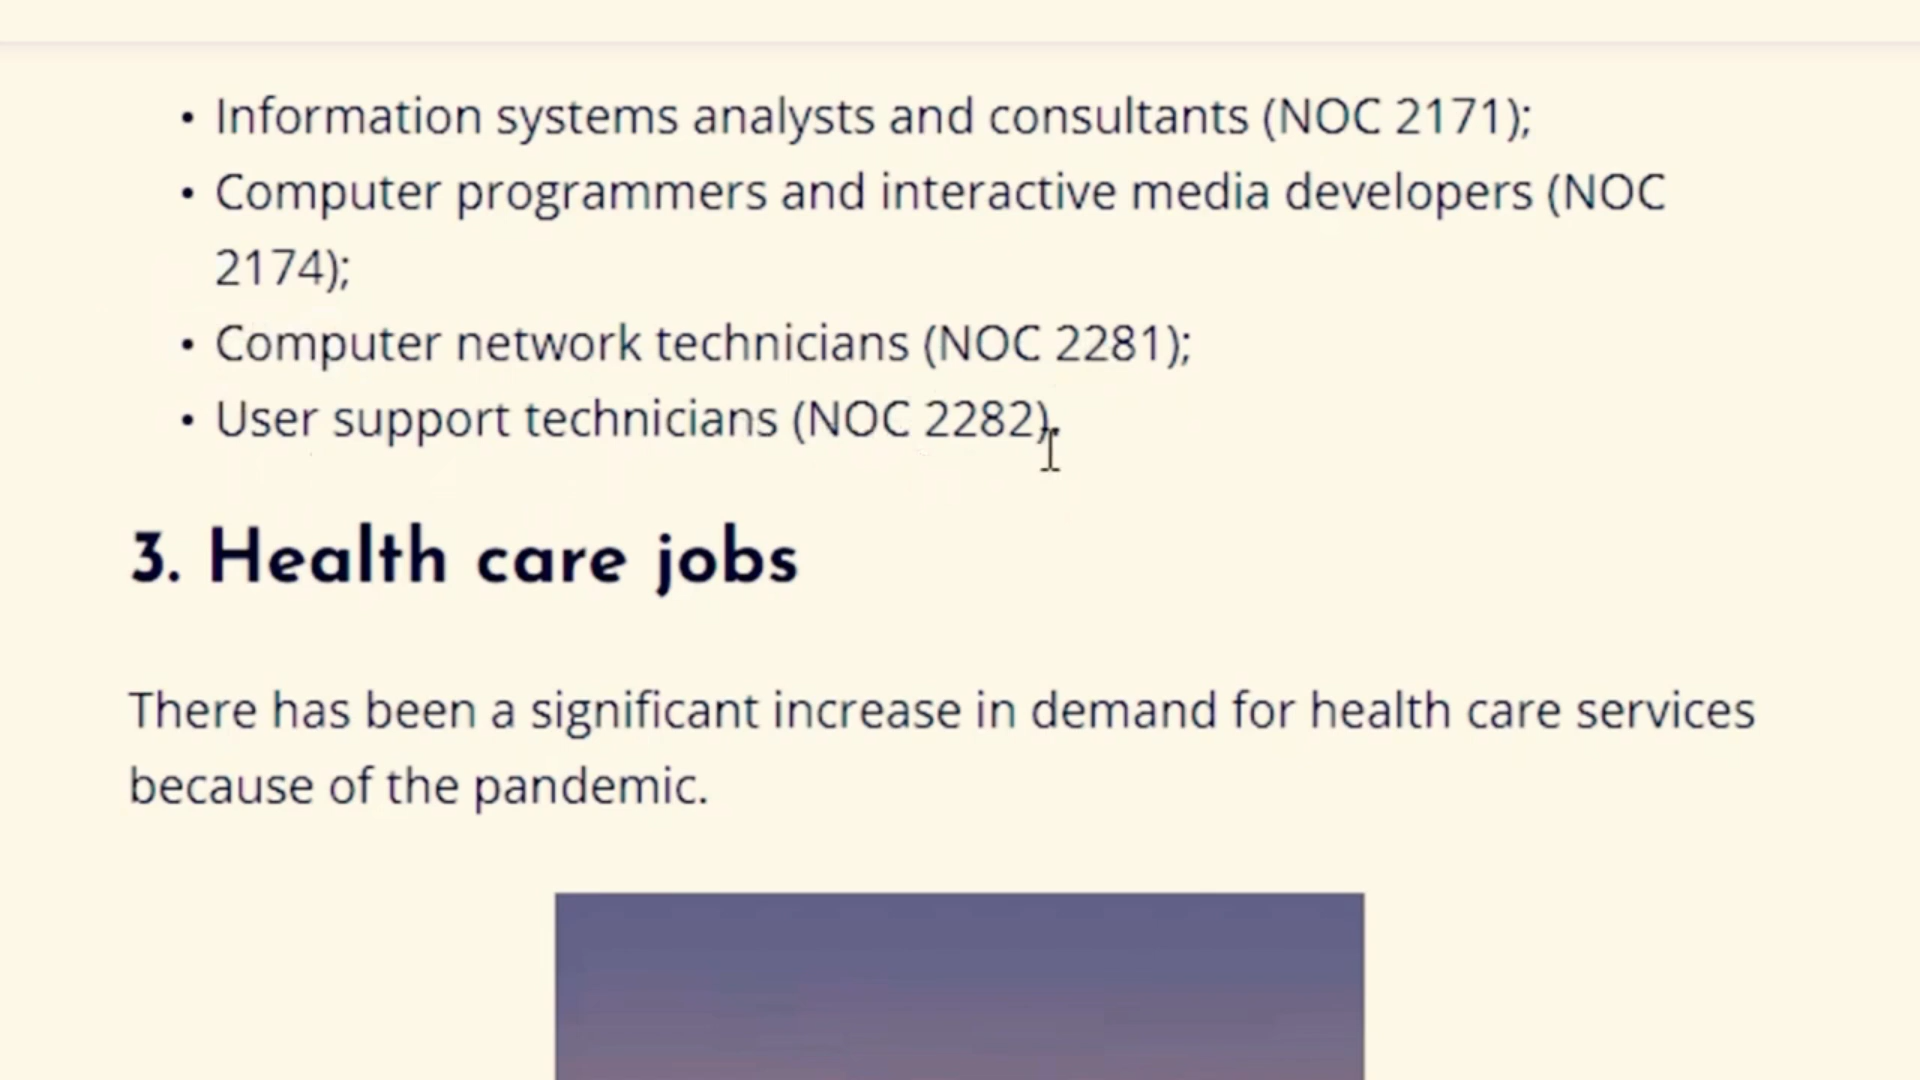 • Information systems analysts and consultants (NOC 2171);
• Computer programmers and interactive media developers (NOC
2174);
• Computer network technicians (NOC 2281);
• User support technicians (NOC 2282).
3. Health care jobs
There has been a significant increase in demand for health care services
because of the pandemic.